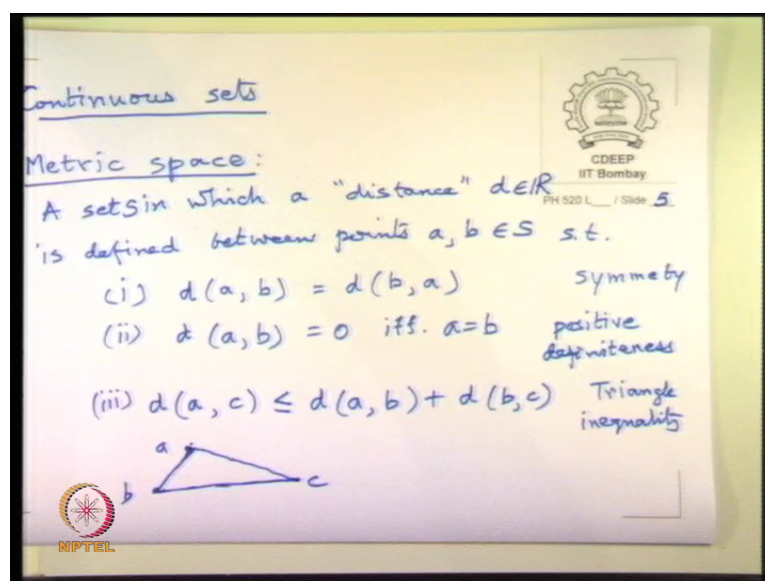 Continuous sets
Metric space:
A set S in which a "distance" d∈ℝ
is defined between points a, b ∈ S s.t.
(i) d(a, b) = d(b, a) symmety
(ii) d(a, b) = 0 iff. a=b positive
definiteness
(iii) d(a, c) ≤ d(a, b) + d(b, c) Triangle
inequality
a
b c
CDEEP
IIT Bombay
PH 520 L___ / Slide 5
NPTEL